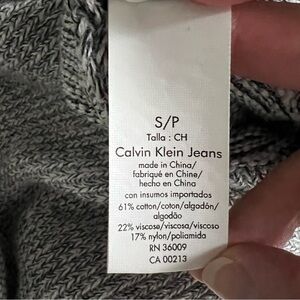 S/P
Talla : CH
Calvin Klein Jeans
made in China/
fabriqué en Chine/
hecho en China
con insumos importados
61% cotton/coton/algodón/
algodão
22% viscose/viscosa/viscoso
17% nylon/poliamida
RN 36009
CA 00213